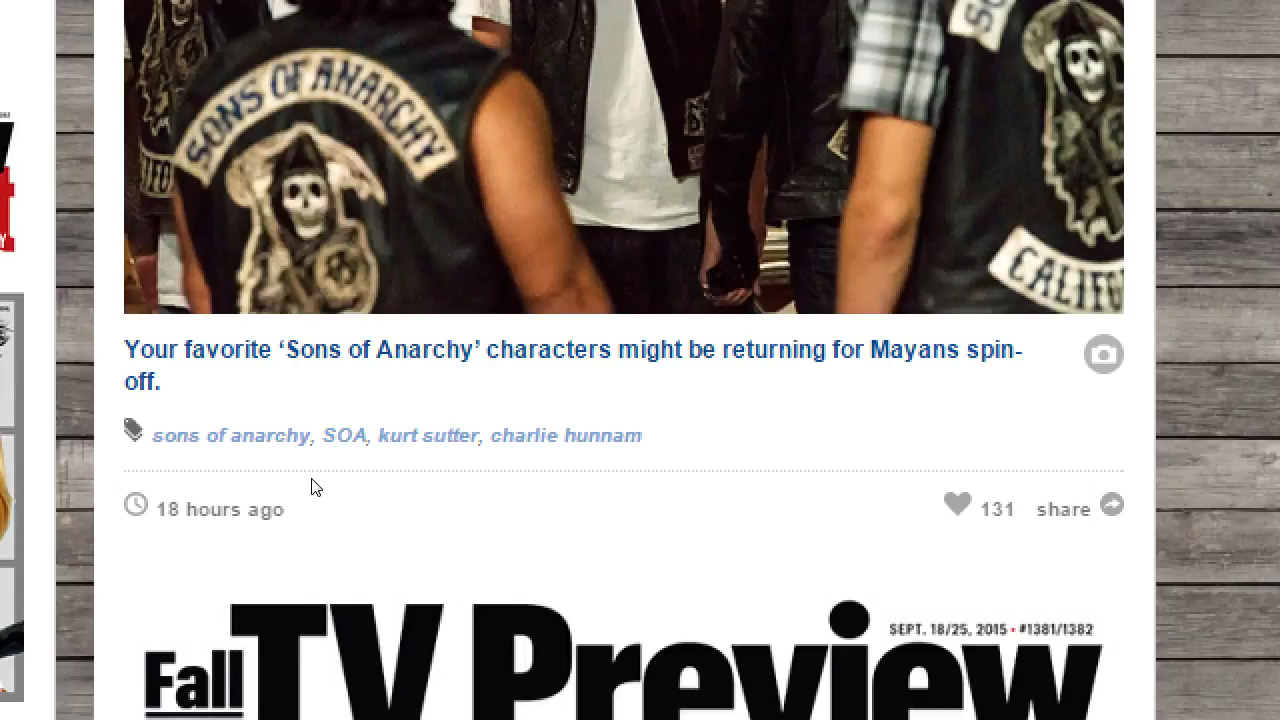 SONS OF ANARCHY
CALIFO
Your favorite ‘Sons of Anarchy’ characters might be returning for Mayans spin-
off.
sons of anarchy, SOA, kurt sutter, charlie hunnam
18 hours ago
131 share
SEPT. 18/25, 2015 • #1381/1382
Fall TV Preview